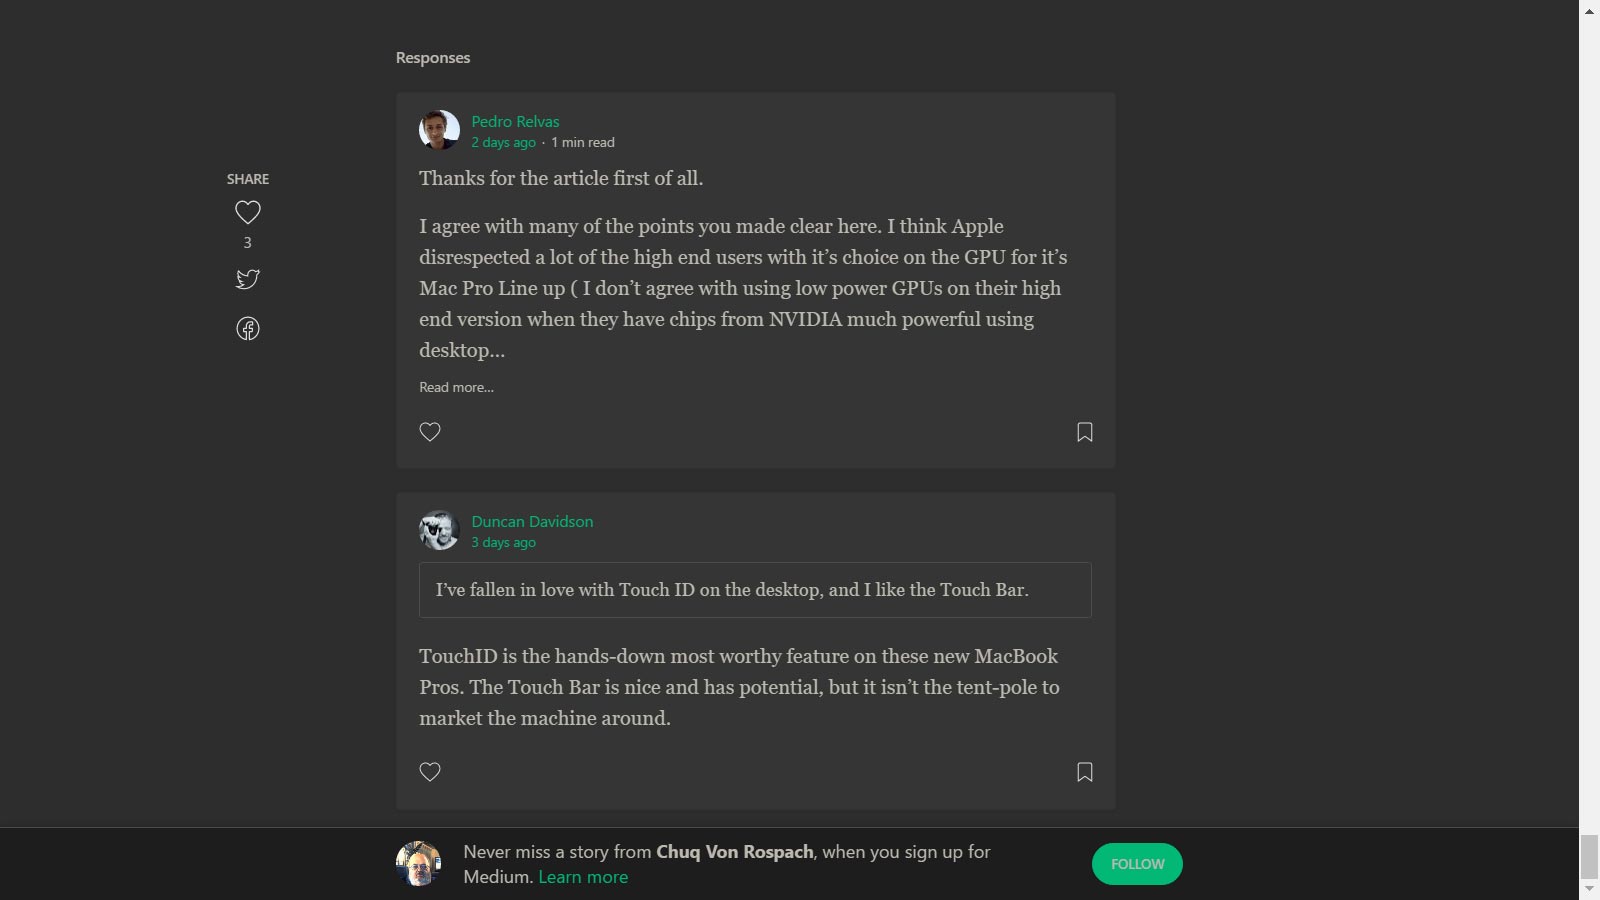 Responses
Pedro Relvas
2 days ago · 1 min read
SHARE
Thanks for the article first of all.
3
I agree with many of the points you made clear here. I think Apple
disrespected a lot of the high end users with it’s choice on the GPU for it’s
Mac Pro Line up ( I don’t agree with using low power GPUs on their high
end version when they have chips from NVIDIA much powerful using
desktop...
Read more...
Duncan Davidson
3 days ago
I’ve fallen in love with Touch ID on the desktop, and I like the Touch Bar.
TouchID is the hands-down most worthy feature on these new MacBook
Pros. The Touch Bar is nice and has potential, but it isn’t the tent-pole to
market the machine around.
Never miss a story from Chuq Von Rospach, when you sign up for
Medium. Learn more
FOLLOW